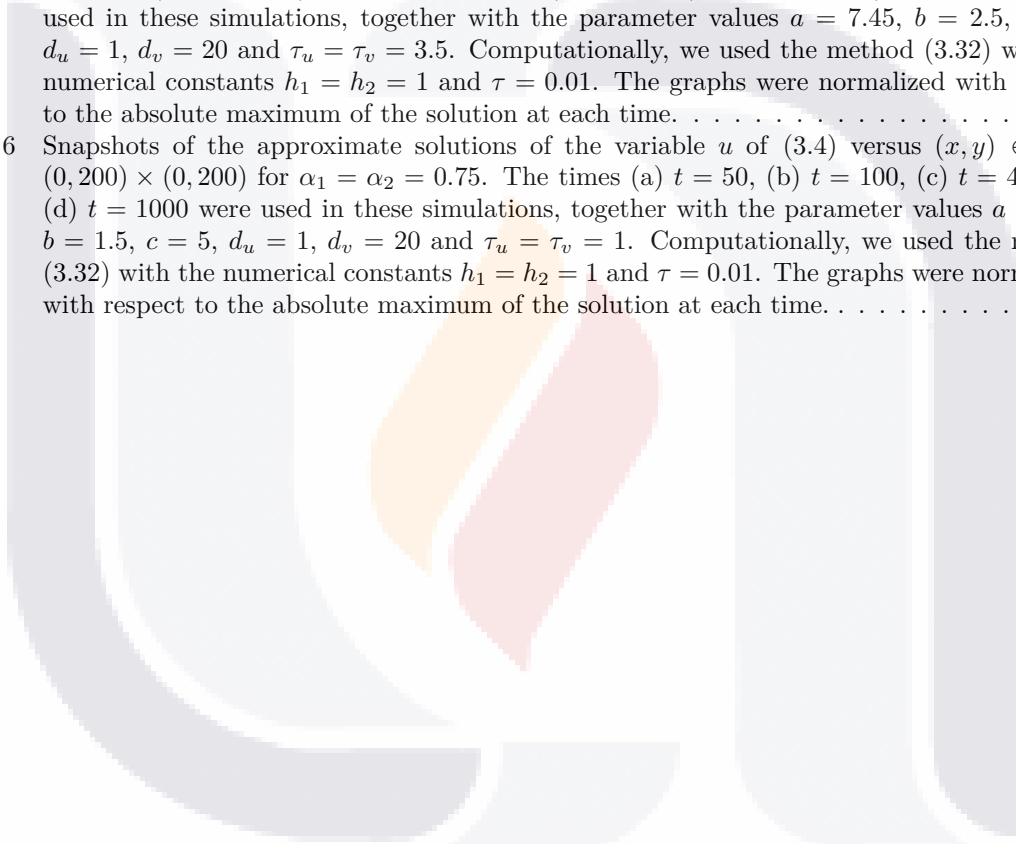 used in these simulations, together with the parameter values a = 7.45, b = 2.5,
d_u = 1, d_v = 20 and τ_u = τ_v = 3.5. Computationally, we used the method (3.32) w
numerical constants h_1 = h_2 = 1 and τ = 0.01. The graphs were normalized with
to the absolute maximum of the solution at each time. . . . . . . . . . . . . . . . . .
6 Snapshots of the approximate solutions of the variable u of (3.4) versus (x, y) ∈
(0, 200) × (0, 200) for α_1 = α_2 = 0.75. The times (a) t = 50, (b) t = 100, (c) t = 4
(d) t = 1000 were used in these simulations, together with the parameter values a
b = 1.5, c = 5, d_u = 1, d_v = 20 and τ_u = τ_v = 1. Computationally, we used the
(3.32) with the numerical constants h_1 = h_2 = 1 and τ = 0.01. The graphs were norm
with respect to the absolute maximum of the solution at each time. . . . . . . . . . .